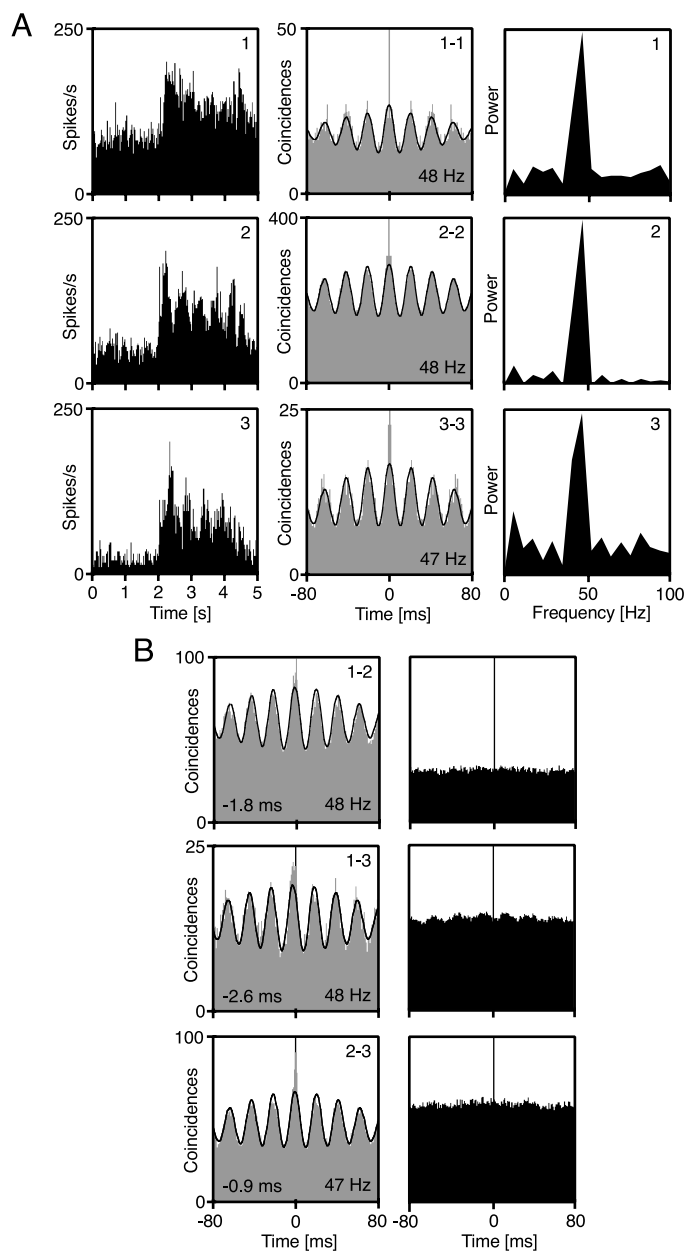 A
250
Spikes/s
0
1
50
Coincidences
0
1-1
48 Hz
Power
1
250
Spikes/s
0
2
400
Coincidences
0
2-2
48 Hz
Power
2
250
Spikes/s
0
3
0 1 2 3 4 5
Time [s]
25
Coincidences
0
3-3
47 Hz
-80 0 80
Time [ms]
Power
3
0 50 100
Frequency [Hz]
B
100
Coincidences
0
1-2
-1.8 ms 48 Hz
25
Coincidences
0
1-3
-2.6 ms 48 Hz
100
Coincidences
0
2-3
-0.9 ms 47 Hz
-80 0 80
Time [ms]
-80 0 80
Time [ms]